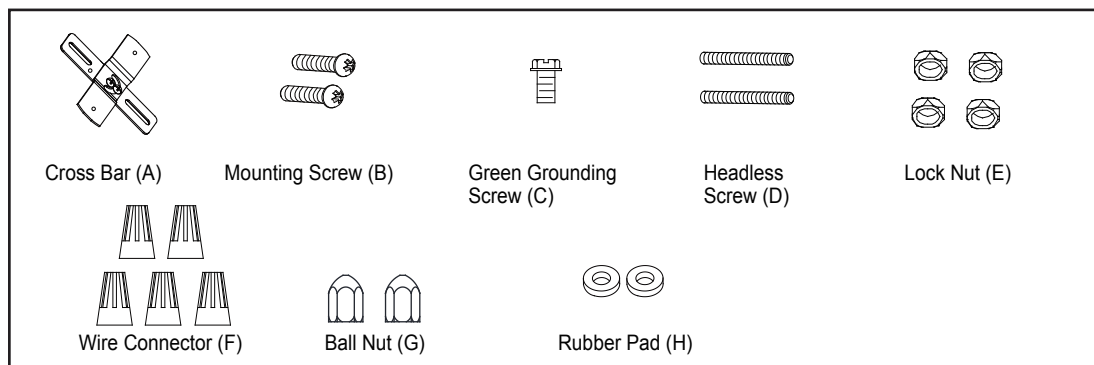 Cross Bar (A)
Mounting Screw (B)
Green Grounding
Screw (C)
Headless
Screw (D)
Lock Nut (E)
Wire Connector (F)
Ball Nut (G)
Rubber Pad (H)